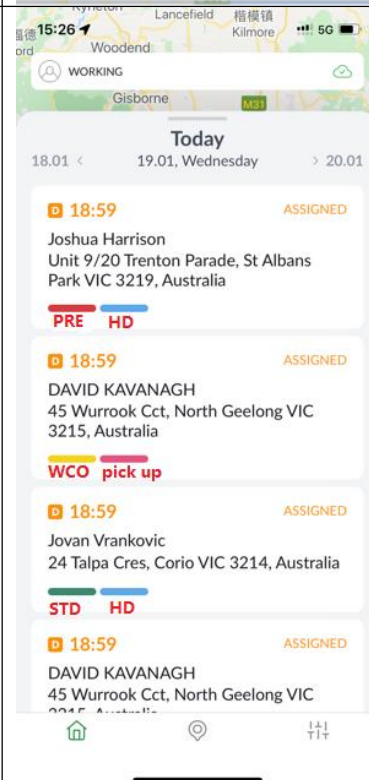 Lancefield 楷模镇
Kilmore
15:26
5G
Woodend
WORKING
Gisborne
M31
Today
18.01 < 19.01, Wednesday > 20.01
D 18:59 ASSIGNED
Joshua Harrison
Unit 9/20 Trenton Parade, St Albans
Park VIC 3219, Australia
PRE HD
D 18:59 ASSIGNED
DAVID KAVANAGH
45 Wurrook Cct, North Geelong VIC
3215, Australia
WCO pick up
D 18:59 ASSIGNED
Jovan Vrankovic
24 Talpa Cres, Corio VIC 3214, Australia
STD HD
D 18:59 ASSIGNED
DAVID KAVANAGH
45 Wurrook Cct, North Geelong VIC